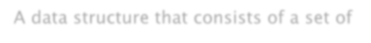 A data structure that consists of a set of